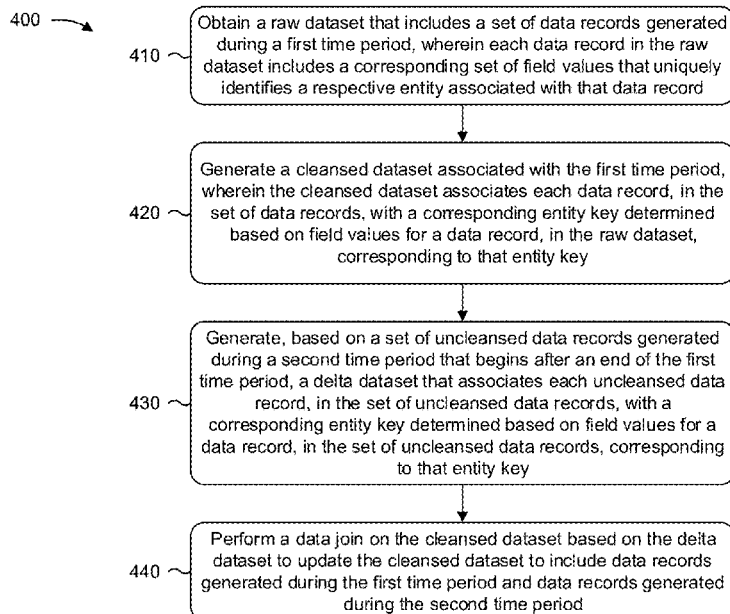 400
410
Obtain a raw dataset that includes a set of data records generated
during a first time period, wherein each data record in the raw
dataset includes a corresponding set of field values that uniquely
identifies a respective entity associated with that data record
420
Generate a cleansed dataset associated with the first time period,
wherein the cleansed dataset associates each data record, in
the set of data records, with a corresponding entity key determined
based on field values for a data record, in the raw dataset,
corresponding to that entity key
430
Generate, based on a set of uncleansed data records generated
during a second time period that begins after an end of the first
time period, a delta dataset that associates each uncleansed data
record, in the set of uncleansed data records, with a
corresponding entity key determined based on field values for a
data record, in the set of uncleansed data records, corresponding
to that entity key
440
Perform a data join on the cleansed dataset based on the delta
dataset to update the cleansed dataset to include data records
generated during the first time period and data records generated
during the second time period